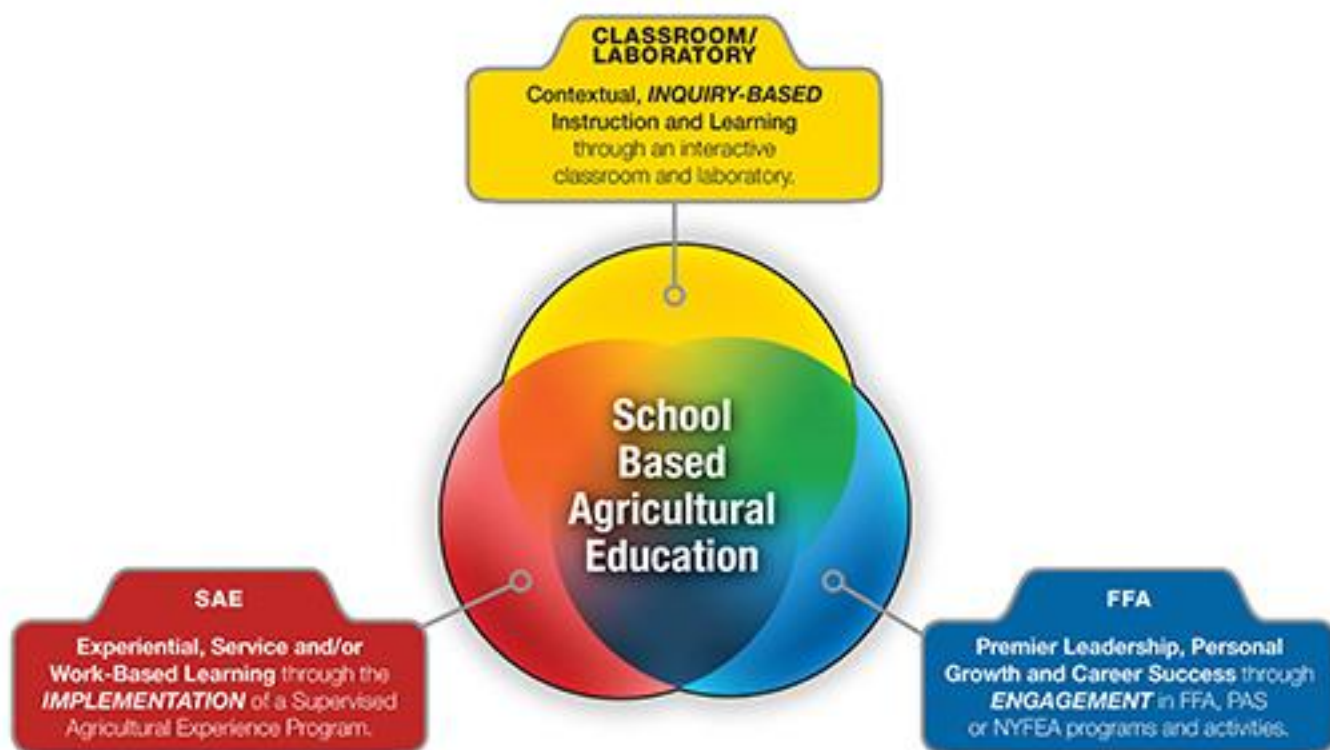 CLASSROOM/
LABORATORY
Contextual, INQUIRY-BASED
Instruction and Learning
through an interactive
classroom and laboratory.
School
Based
Agricultural
Education
SAE
Experiential, Service and/or
Work-Based Learning through the
IMPLEMENTATION of a Supervised
Agricultural Experience Program.
FFA
Premier Leadership, Personal
Growth and Career Success through
ENGAGEMENT in FFA, PAS
or NYFEA programs and activities.